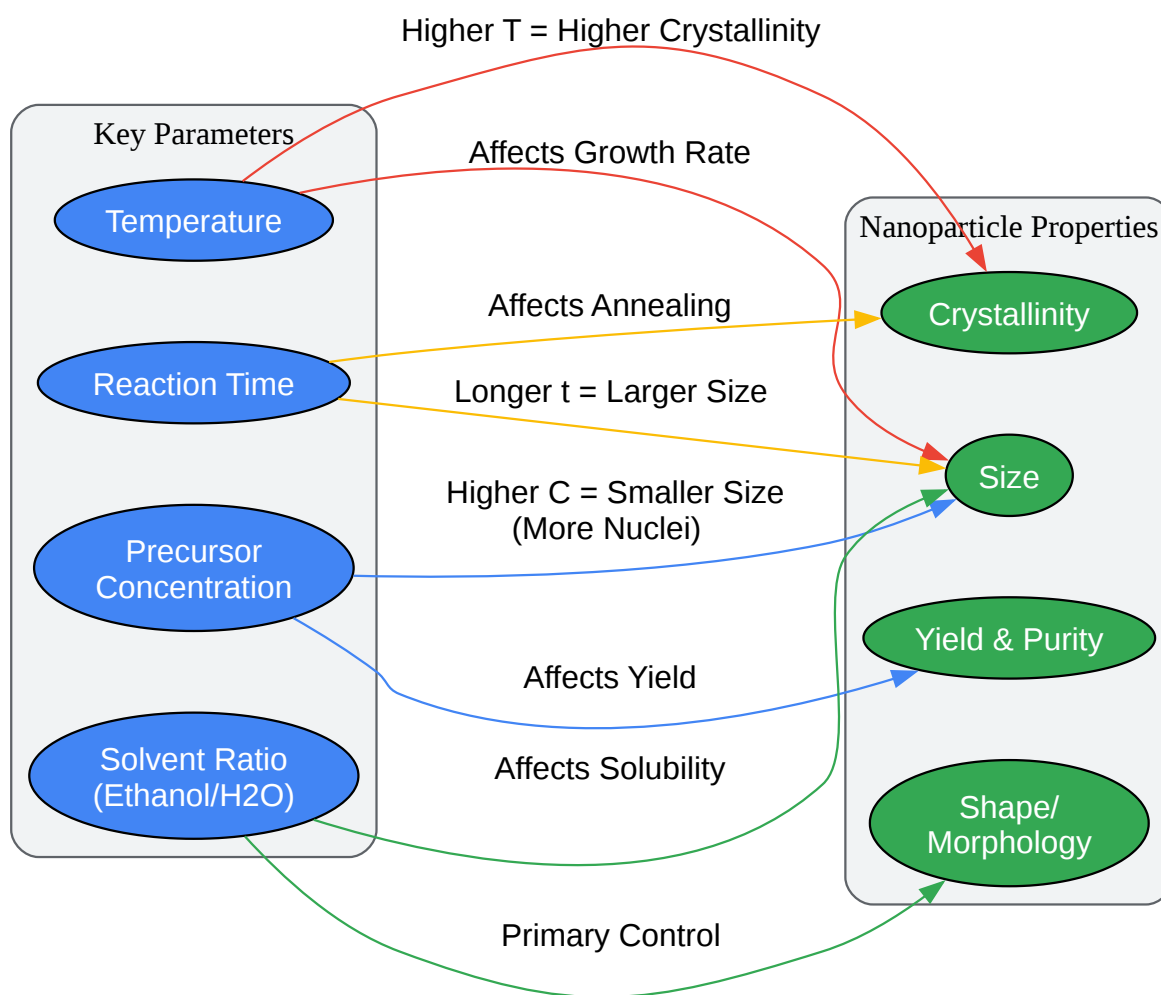 Higher T = Higher Crystallinity
Key Parameters
Affects Growth Rate
Temperature
Nanoparticle Properties
Crystallinity
Affects Annealing
Reaction Time
Longer t = Larger Size
Size
Higher C = Smaller Size
(More Nuclei)
Precursor
Concentration
Yield & Purity
Affects Yield
Solvent Ratio
(Ethanol/H2O)
Affects Solubility
Shape/
Morphology
Primary Control